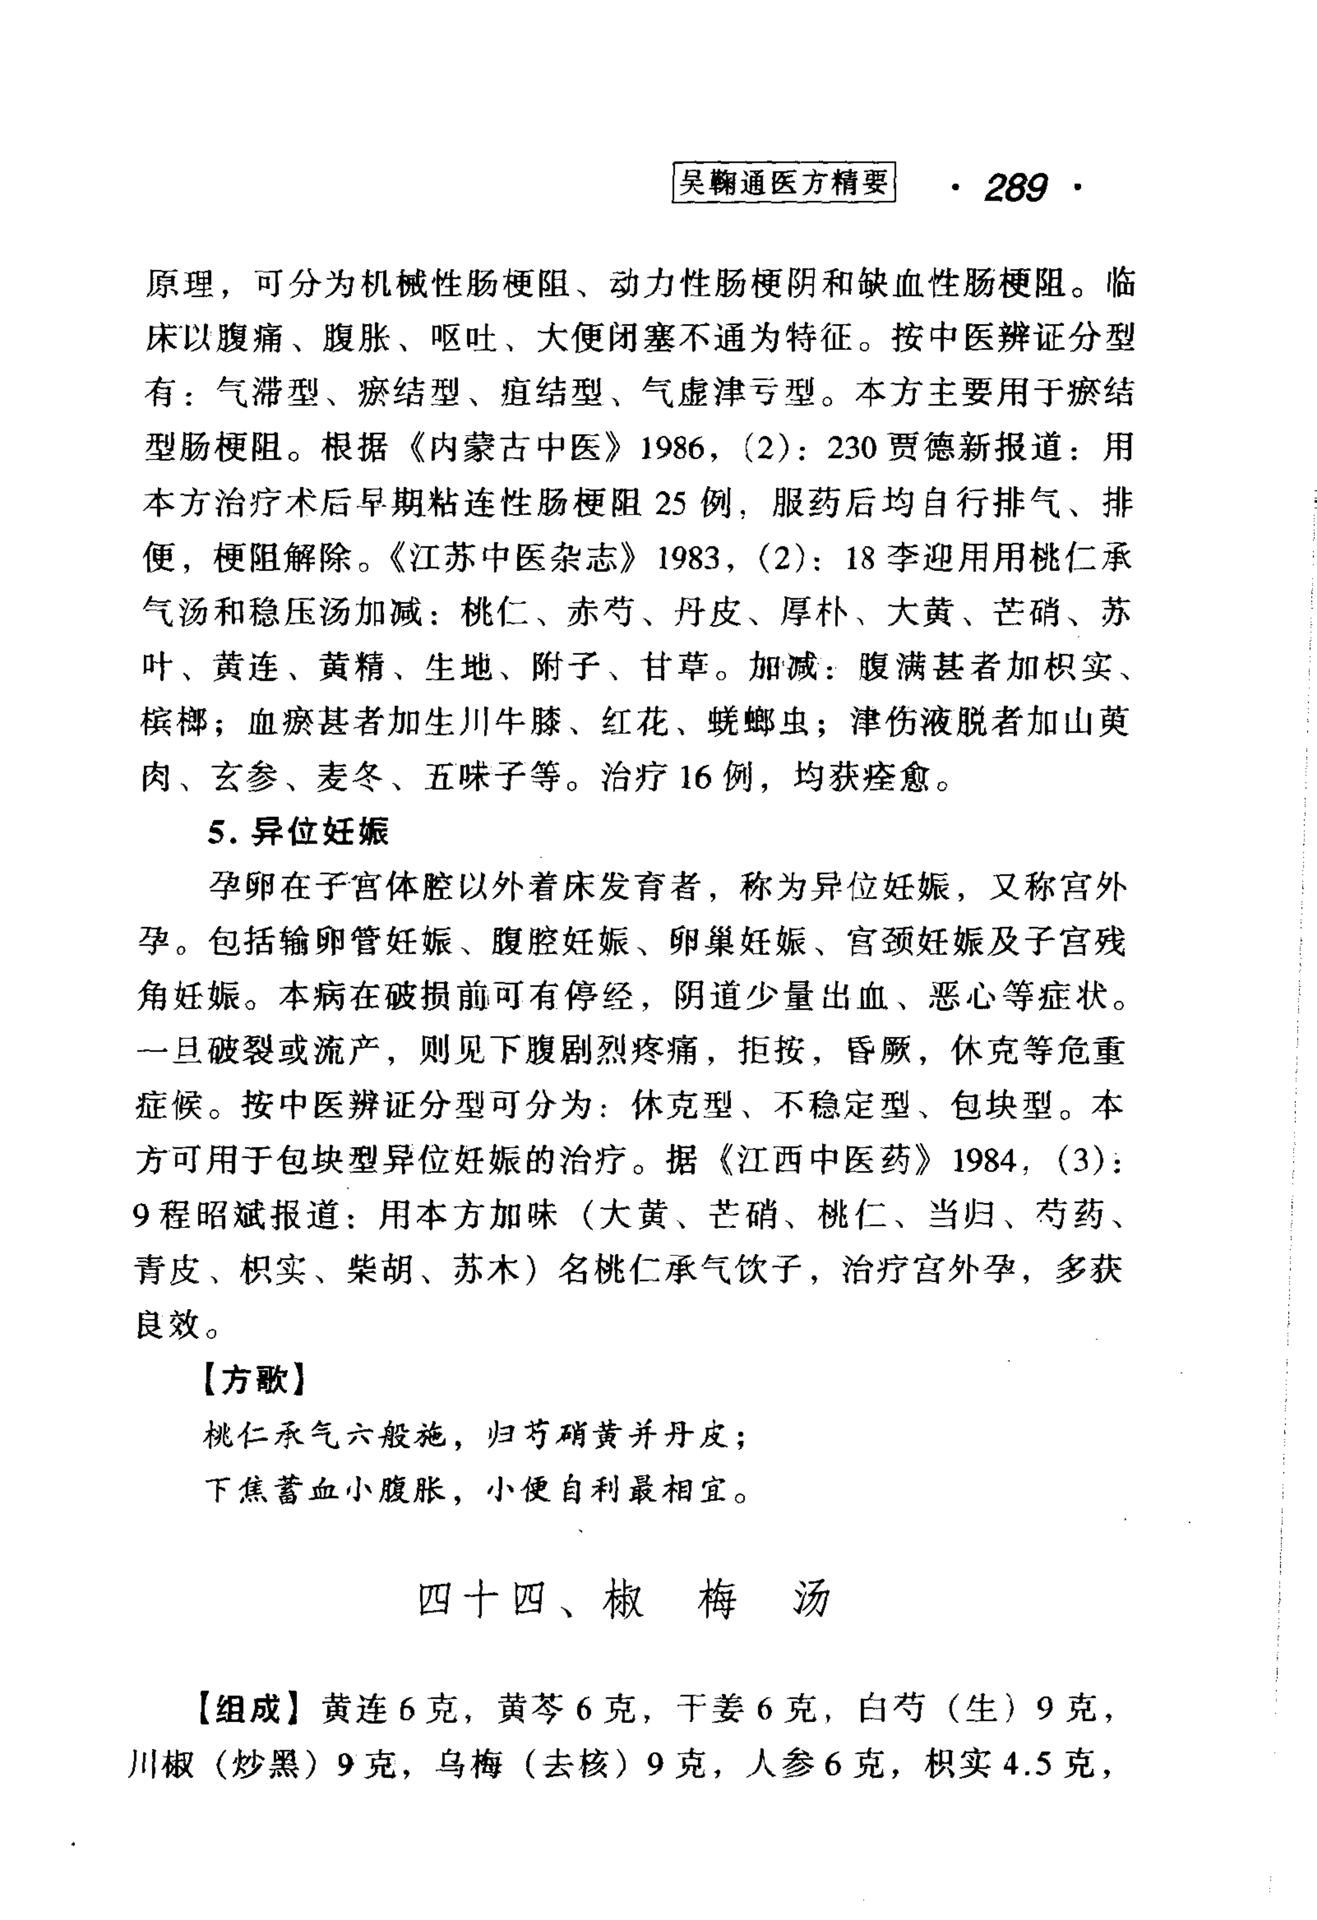 吴鞠通医方精要 · 289 ·
原理，可分为机械性肠梗阻、动力性肠梗阴和缺血性肠梗阻。临
床以腹痛、腹胀、呕吐、大便闭塞不通为特征。按中医辨证分型
有：气滞型、瘀结型、疽结型、气虚津亏型。本方主要用于瘀结
型肠梗阻。根据《内蒙古中医》1986，(2)：230 贾德新报道：用
本方治疗术后早期粘连性肠梗阻 25 例，服药后均自行排气、排
便，梗阻解除。《江苏中医杂志》1983，(2)：18 李迎用用桃仁承
气汤和稳压汤加减：桃仁、赤芍、丹皮、厚朴、大黄、芒硝、苏
叶、黄连、黄精、生地、附子、甘草。加减：腹满甚者加枳实、
槟榔；血瘀甚者加生川牛膝、红花、蜣螂虫；津伤液脱者加山萸
肉、玄参、麦冬、五味子等。治疗 16 例，均获痊愈。
5. 异位妊娠
孕卵在子宫体腔以外着床发育者，称为异位妊娠，又称宫外
孕。包括输卵管妊娠、腹腔妊娠、卵巢妊娠、宫颈妊娠及子宫残
角妊娠。本病在破损前可有停经，阴道少量出血、恶心等症状。
一旦破裂或流产，则见下腹剧烈疼痛，拒按，昏厥，休克等危重
症候。按中医辨证分型可分为：休克型、不稳定型、包块型。本
方可用于包块型异位妊娠的治疗。据《江西中医药》1984，(3)：
9 程昭斌报道：用本方加味（大黄、芒硝、桃仁、当归、芍药、
青皮、枳实、柴胡、苏木）名桃仁承气饮子，治疗宫外孕，多获
良效。
【方歌】
桃仁承气六般施，归芍硝黄并丹皮；
下焦蓄血小腹胀，小便自利最相宜。
四十四、椒 梅 汤
【组成】黄连 6 克，黄芩 6 克，干姜 6 克，白芍（生）9 克，
川椒（炒黑）9 克，乌梅（去核）9 克，人参 6 克，枳实 4.5 克，